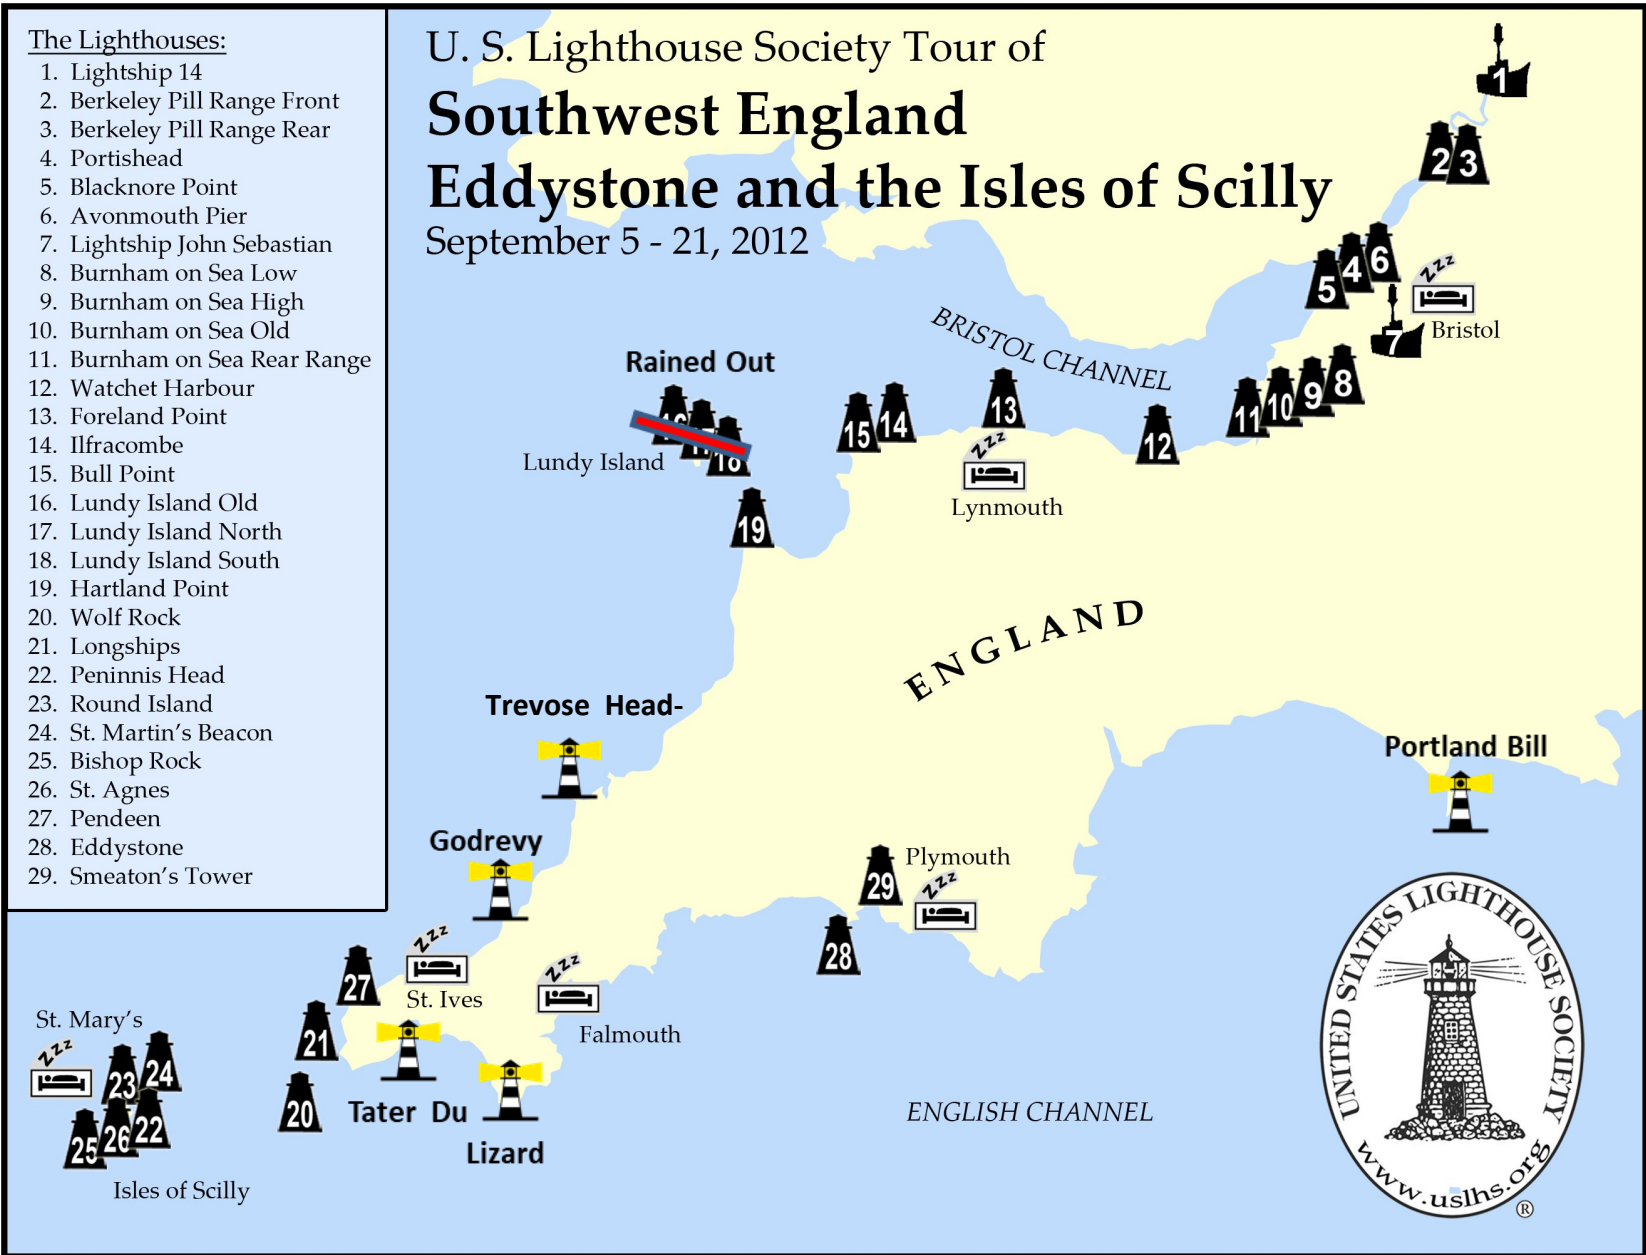 The Lighthouses:
1. Lightship 14
2. Berkeley Pill Range Front
3. Berkeley Pill Range Rear
4. Portishead
5. Blacknore Point
6. Avonmouth Pier
7. Lightship John Sebastian
8. Burnham on Sea Low
9. Burnham on Sea High
10. Burnham on Sea Old
11. Burnham on Sea Rear Range
12. Watchet Harbour
13. Foreland Point
14. Ilfracombe
15. Bull Point
16. Lundy Island Old
17. Lundy Island North
18. Lundy Island South
19. Hartland Point
20. Wolf Rock
21. Longships
22. Peninnis Head
23. Round Island
24. St. Martin's Beacon
25. Bishop Rock
26. St. Agnes
27. Pendeen
28. Eddystone
29. Smeaton's Tower
U. S. Lighthouse Society Tour of
Southwest England
Eddystone and the Isles of Scilly
September 5 - 21, 2012
1
2 3
6
4
5
zzz
Bristol
7
BRISTOL CHANNEL
Rained Out
18
Lundy Island
15 14
13
12
11 10 9 8
zzz
Lynmouth
19
ENGLAND
Trevose Head-
Portland Bill
Godrevy
29
Plymouth
zzz
28
27
zzz
St. Ives
zzz
Falmouth
21
20
Tater Du
Lizard
St. Mary's
zzz
23 24
25 26 22
Isles of Scilly
ENGLISH CHANNEL
UNITED STATES LIGHTHOUSE SOCIETY
www.uslhs.org
®